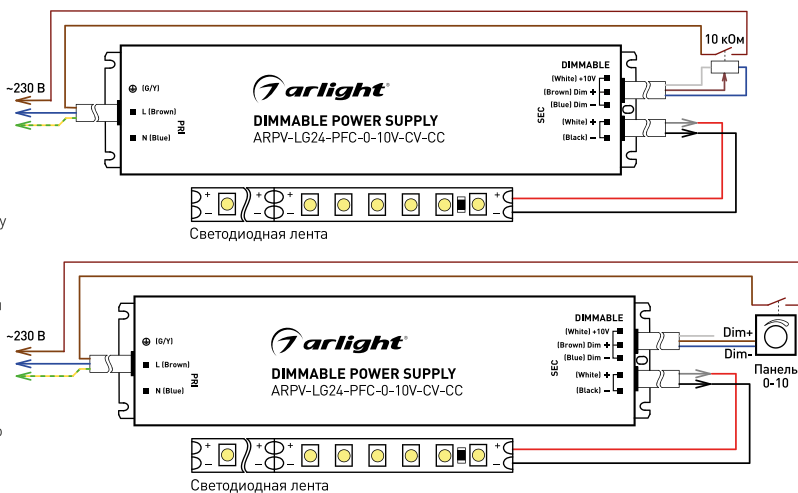 10 кОм
~230 В
(G/Y)
L (Brown)
N (Blue)
PRI
arlight
DIMMABLE POWER SUPPLY
ARPV-LG24-PFC-0-10V-CV-CC
DIMMABLE
(White) +10V
(Brown) Dim +
(Blue) Dim –
SEC
(White) +
(Black) –
+ + + +
– – – –
Светодиодная лента
у
~230 В
(G/Y)
L (Brown)
N (Blue)
PRI
arlight
DIMMABLE POWER SUPPLY
ARPV-LG24-PFC-0-10V-CV-CC
DIMMABLE
(White) +10V
(Brown) Dim +
(Blue) Dim –
SEC
(White) +
(Black) –
Dim+
Dim-
Панель
0-10
+ + + +
– – – –
Светодиодная лента